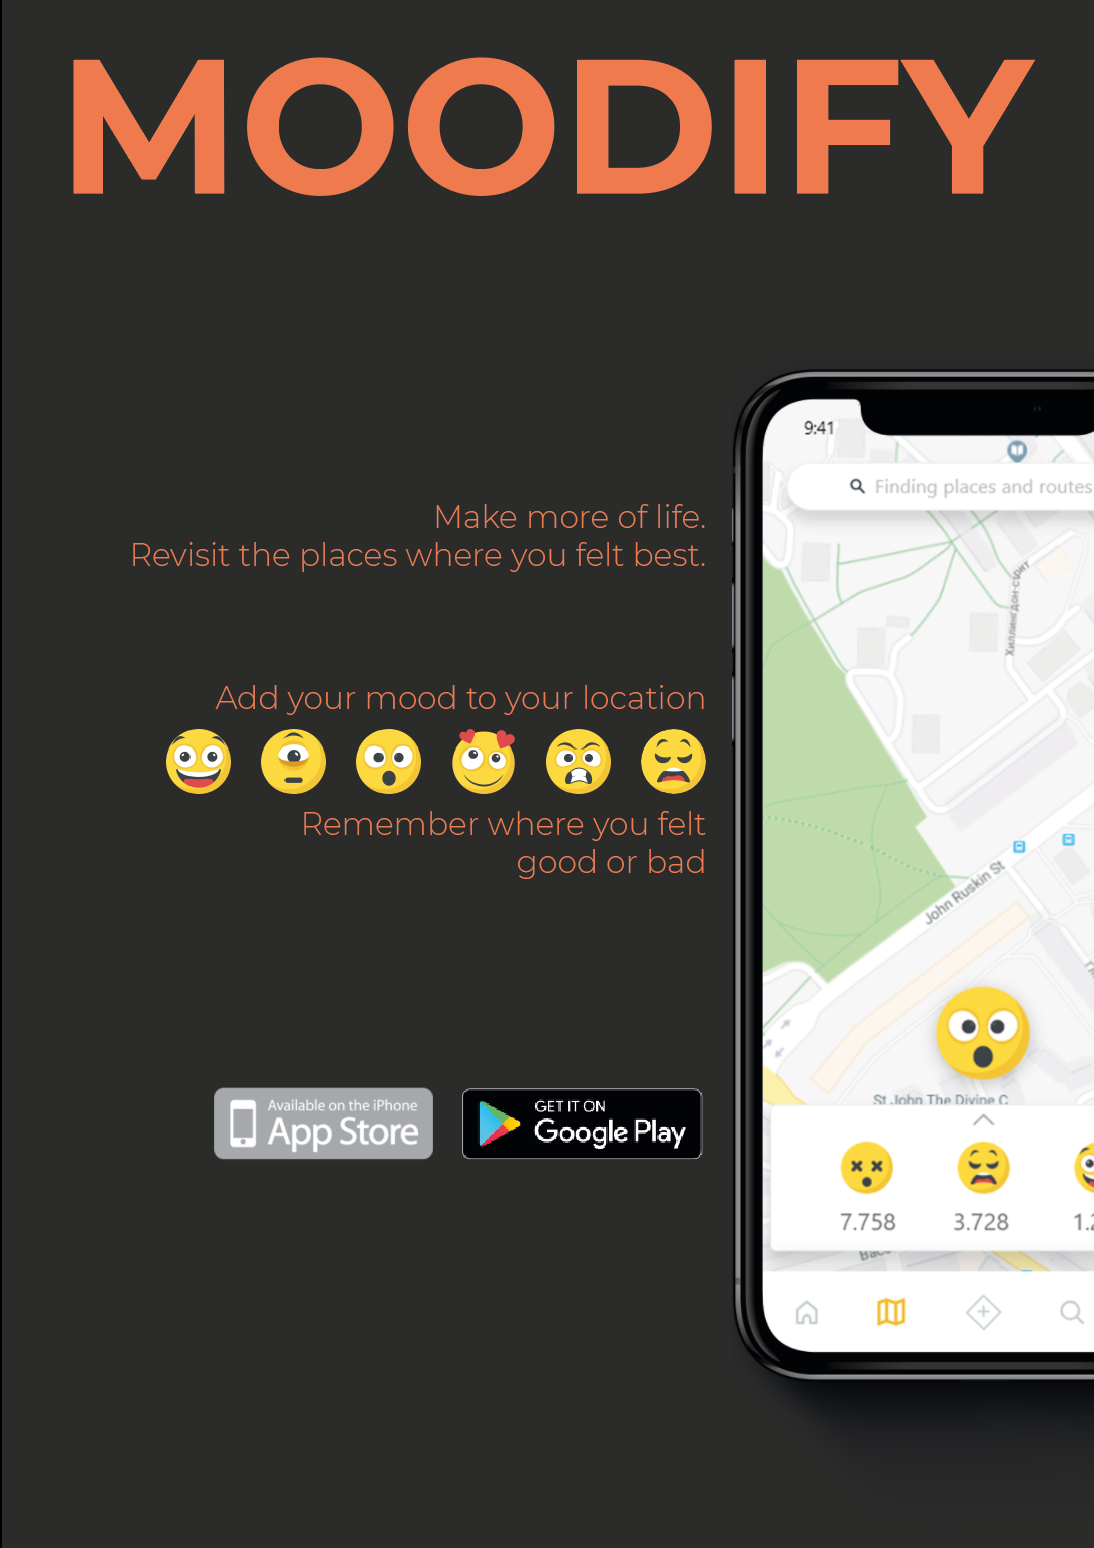 MOODIFY
Make more of life.
Revisit the places where you felt best.
Add your mood to your location
Remember where you felt
good or bad
Available on the iPhone
App Store
GET IT ON
Google Play
9:41
Finding places and routes
Хиллингдон-стрит
John Ruskin St
St John The Divine C
7.758
3.728